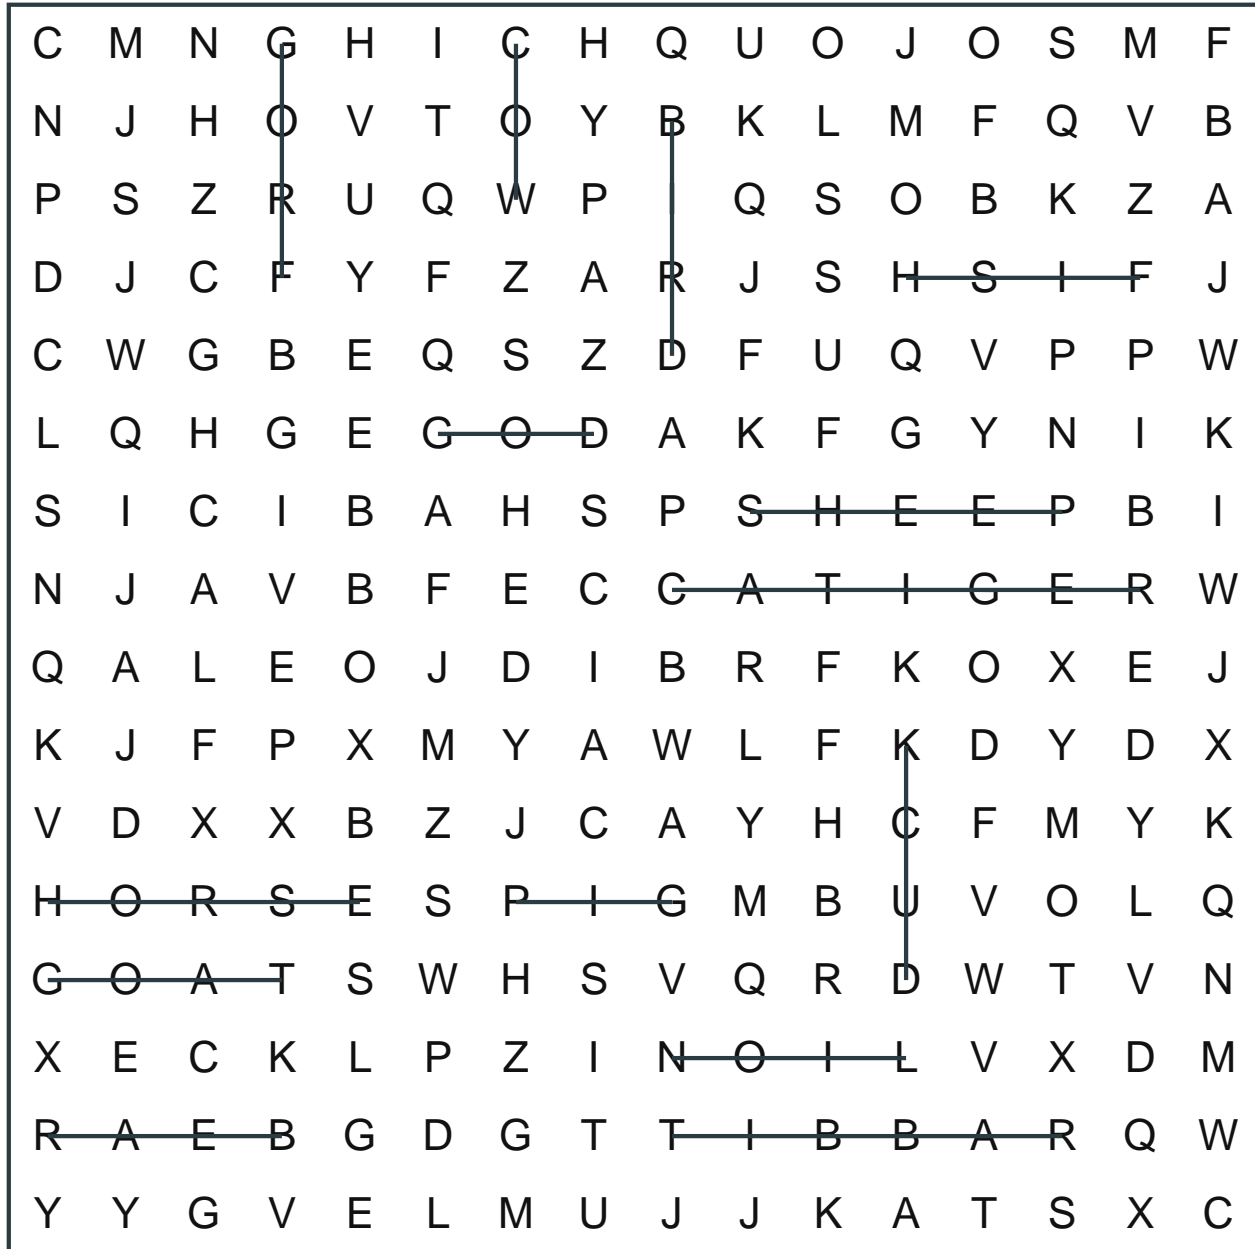 C M N G H I C H Q U O J O S M F
N J H O V T O Y B K L M F Q V B
P S Z R U Q W P I Q S O B K Z A
D J C F Y F Z A R J S H S I F J
C W G B E Q S Z D F U Q V P P W
L Q H G E G O D A K F G Y N I K
S I C I B A H S P S H E E P B I
N J A V B F E C C A T I G E R W
Q A L E O J D I B R F K O X E J
K J F P X M Y A W L F K D Y D X
V D X X B Z J C A Y H C F M Y K
H O R S E S P I G M B U V O L Q
G O A T S W H S V Q R D W T V N
X E C K L P Z I N O I L V X D M
R A E B G D G T T I B B A R Q W
Y Y G V E L M U J J K A T S X C